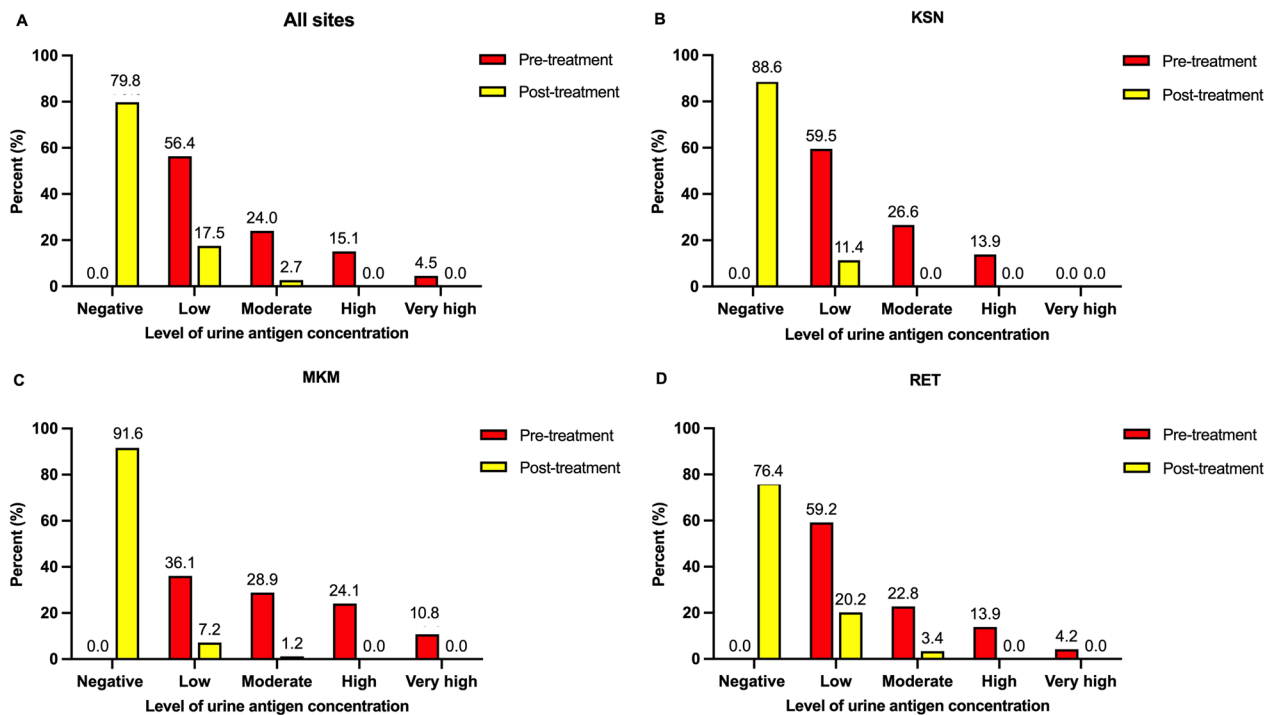 A
All sites
Pre-treatment
Post-treatment
Percent (%)
100
80
60
40
20
0
0.0 79.8
56.4 17.5
24.0 2.7
15.1 0.0
4.5 0.0
Negative Low Moderate High Very high
Level of urine antigen concentration
B
KSN
Pre-treatment
Post-treatment
Percent (%)
100
80
60
40
20
0
0.0 88.6
59.5 11.4
26.6 0.0
13.9 0.0
0.0 0.0
Negative Low Moderate High Very high
Level of urine antigen concentration
C
MKM
Pre-treatment
Post-treatment
Percent (%)
100
80
60
40
20
0
0.0 91.6
36.1 7.2
28.9 1.2
24.1 0.0
10.8 0.0
Negative Low Moderate High Very high
Level of urine antigen concentration
D
RET
Pre-treatment
Post-treatment
Percent (%)
100
80
60
40
20
0
0.0 76.4
59.2 20.2
22.8 3.4
13.9 0.0
4.2 0.0
Negative Low Moderate High Very high
Level of urine antigen concentration